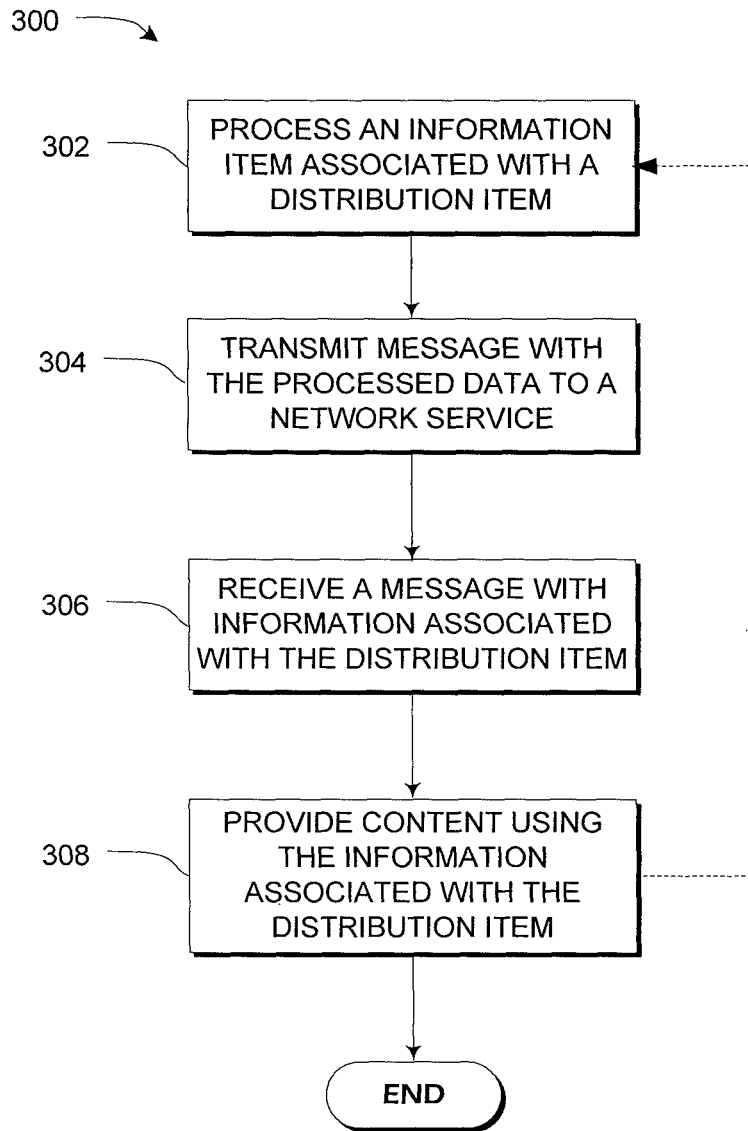 300
302
PROCESS AN INFORMATION
ITEM ASSOCIATED WITH A
DISTRIBUTION ITEM
304
TRANSMIT MESSAGE WITH
THE PROCESSED DATA TO A
NETWORK SERVICE
306
RECEIVE A MESSAGE WITH
INFORMATION ASSOCIATED
WITH THE DISTRIBUTION ITEM
308
PROVIDE CONTENT USING
THE INFORMATION
ASSOCIATED WITH THE
DISTRIBUTION ITEM
END